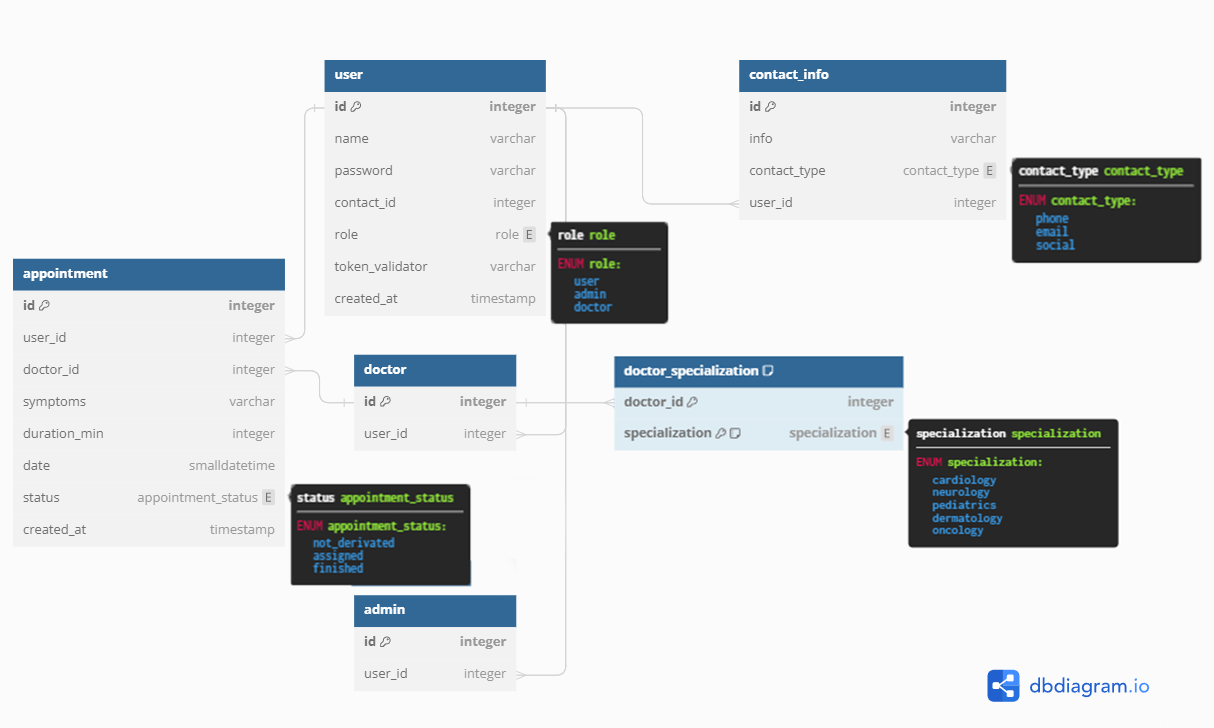 user
id integer
name varchar
password varchar
contact_id integer
role role E
token_validator varchar
created_at timestamp
role role
ENUM role:
user
admin
doctor
contact_info
id integer
info varchar
contact_type contact_type E
user_id integer
contact_type contact_type
ENUM contact_type:
phone
email
social
appointment
id integer
user_id integer
doctor_id integer
symptoms varchar
duration_min integer
date smalldatetime
status appointment_status E
created_at timestamp
status appointment_status
ENUM appointment_status:
not_derivated
assigned
finished
doctor
id integer
user_id integer
doctor_specialization
doctor_id integer
specialization specialization E
specialization specialization
ENUM specialization:
cardiology
neurology
pediatrics
dermatology
oncology
admin
id integer
user_id integer
dbdiagram.io